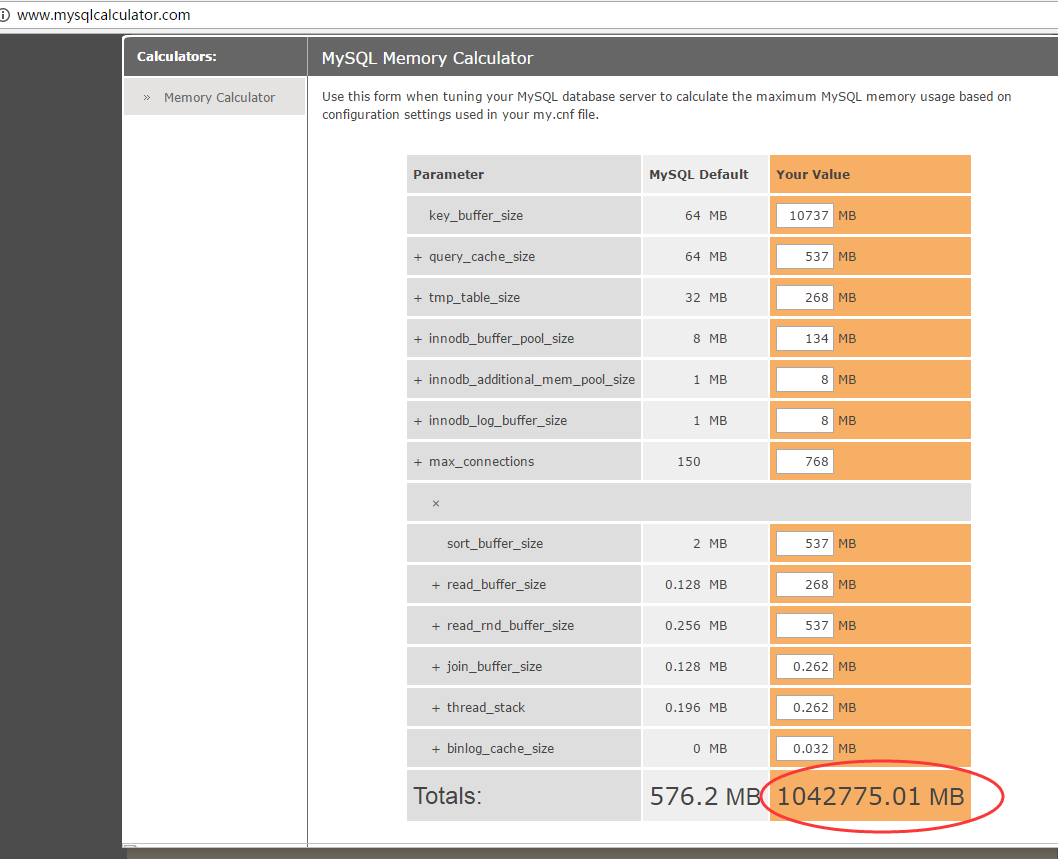 www.mysqlcalculator.com
Calculators:
» Memory Calculator
MySQL Memory Calculator
Use this form when tuning your MySQL database server to calculate the maximum MySQL memory usage based on
configuration settings used in your my.cnf file.
Parameter MySQL Default Your Value
key_buffer_size 64 MB 10737 MB
+ query_cache_size 64 MB 537 MB
+ tmp_table_size 32 MB 268 MB
+ innodb_buffer_pool_size 8 MB 134 MB
+ innodb_additional_mem_pool_size 1 MB 8 MB
+ innodb_log_buffer_size 1 MB 8 MB
+ max_connections 150 768
×
sort_buffer_size 2 MB 537 MB
+ read_buffer_size 0.128 MB 268 MB
+ read_rnd_buffer_size 0.256 MB 537 MB
+ join_buffer_size 0.128 MB 0.262 MB
+ thread_stack 0.196 MB 0.262 MB
+ binlog_cache_size 0 MB 0.032 MB
Totals: 576.2 MB 1042775.01 MB